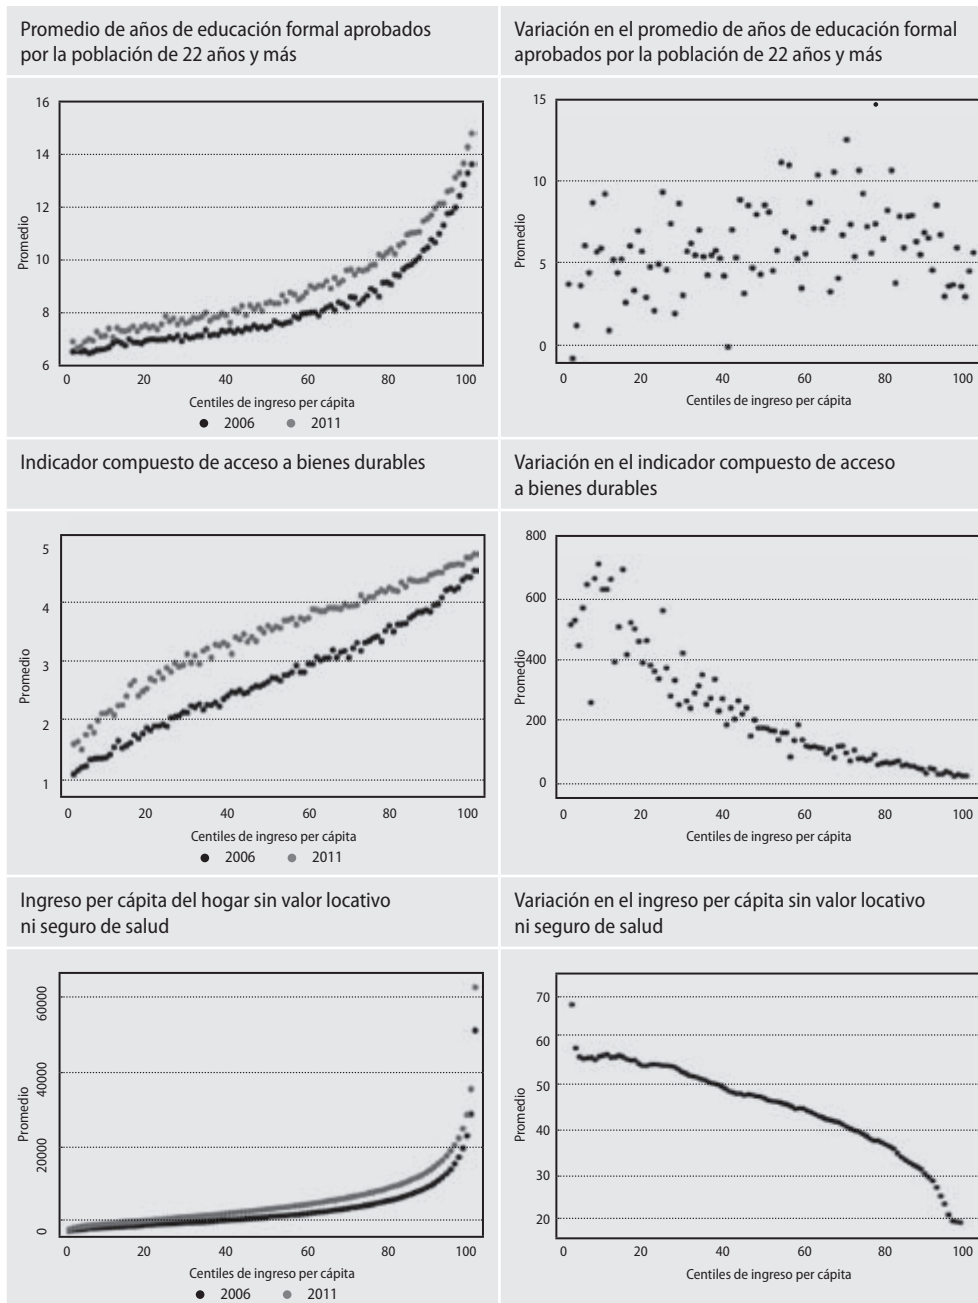 Promedio de años de educación formal aprobados
por la población de 22 años y más
Variación en el promedio de años de educación formal
aprobados por la población de 22 años y más
16
14
12
10
8
6
Promedio
0 20 40 60 80 100
Centiles de ingreso per cápita
2006 2011
15
10
5
0
Promedio
0 20 40 60 80 100
Centiles de ingreso per cápita
Indicador compuesto de acceso a bienes durables
Variación en el indicador compuesto de acceso
a bienes durables
5
4
3
2
1
Promedio
0 20 40 60 80 100
Centiles de ingreso per cápita
2006 2011
800
600
400
200
0
Promedio
0 20 40 60 80 100
Centiles de ingreso per cápita
Ingreso per cápita del hogar sin valor locativo
ni seguro de salud
Variación en el ingreso per cápita sin valor locativo
ni seguro de salud
60000
40000
20000
0
Promedio
0 20 40 60 80 100
Centiles de ingreso per cápita
2006 2011
70
60
50
40
30
20
Promedio
0 20 40 60 80 100
Centiles de ingreso per cápita